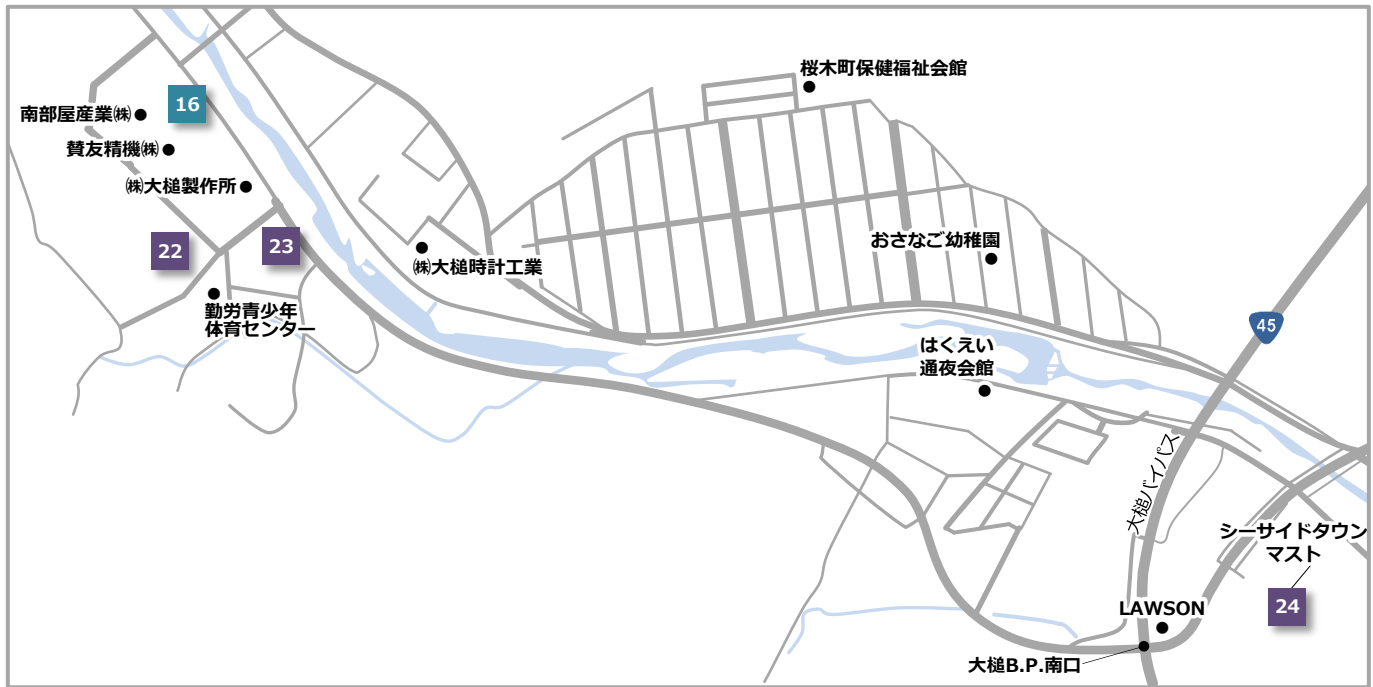 桜木町保健福祉会館
16
南部屋産業㈱
賛友精機㈱
㈱大槌製作所
22
23
おさなご幼稚園
㈱大槌時計工業
勤労青少年
体育センター
45
はくえい
通夜会館
大槌バイパス
シーサイドタウン
マスト
24
LAWSON
大槌B.P.南口